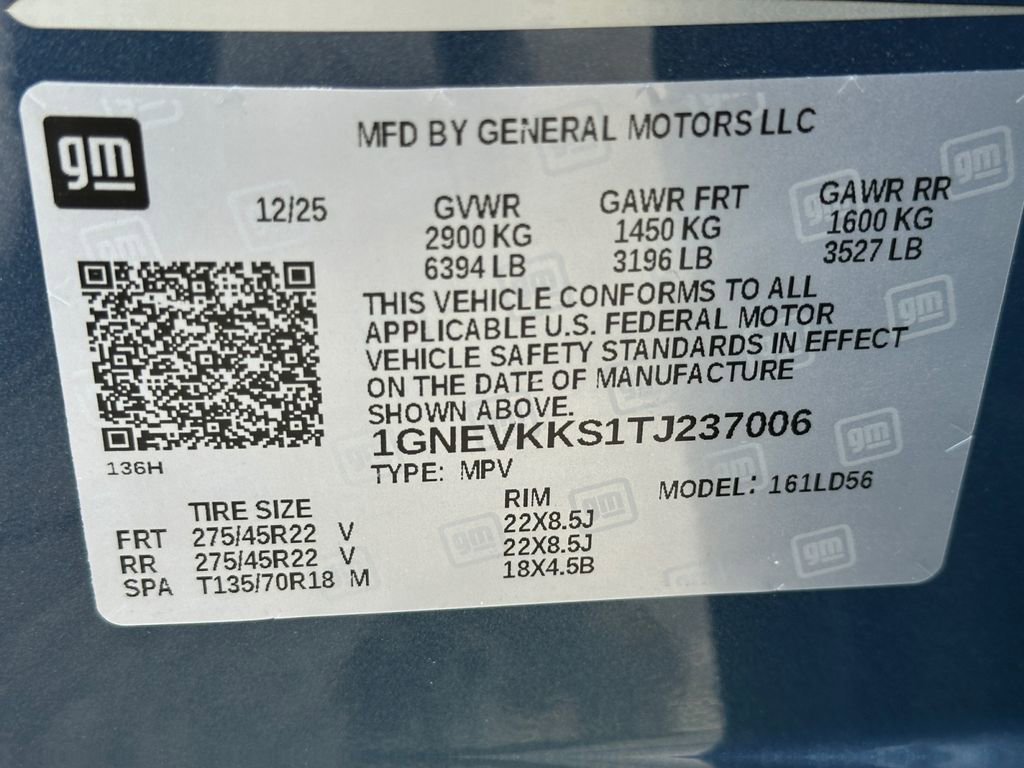 gm
MFD BY GENERAL MOTORS LLC
12/25 GVWR GAWR FRT GAWR RR
2900 KG 1450 KG 1600 KG
6394 LB 3196 LB 3527 LB
THIS VEHICLE CONFORMS TO ALL
APPLICABLE U.S. FEDERAL MOTOR
VEHICLE SAFETY STANDARDS IN EFFECT
ON THE DATE OF MANUFACTURE
SHOWN ABOVE.
1GNEVKKS1TJ237006
136H
TYPE: MPV
MODEL: 161LD56
TIRE SIZE RIM
FRT 275/45R22 V 22X8.5J
RR 275/45R22 V 22X8.5J
SPA T135/70R18 M 18X4.5B